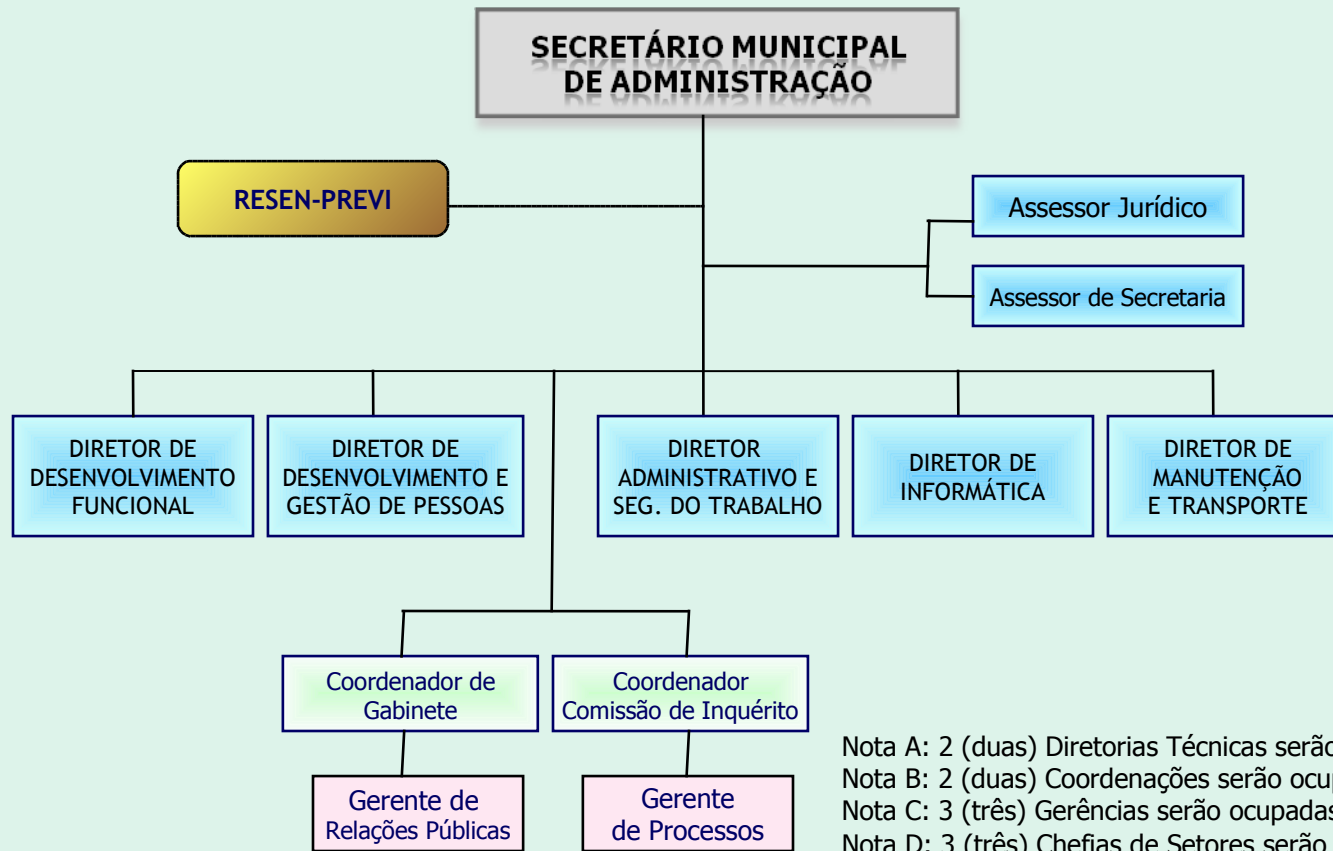 SECRETÁRIO MUNICIPAL
DE ADMINISTRAÇÃO
RESEN-PREVI
Assessor Jurídico
Assessor de Secretaria
DIRETOR DE
DESENVOLVIMENTO
FUNCIONAL
DIRETOR DE
DESENVOLVIMENTO E
GESTÃO DE PESSOAS
DIRETOR
ADMINISTRATIVO E
SEG. DO TRABALHO
DIRETOR DE
INFORMÁTICA
DIRETOR DE
MANUTENÇÃO
E TRANSPORTE
Coordenador de
Gabinete
Coordenador
Comissão de Inquérito
Gerente de
Relações Públicas
Gerente
de Processos
Nota A: 2 (duas) Diretorias Técnicas serão
Nota B: 2 (duas) Coordenações serão
Nota C: 3 (três) Gerências serão ocupadas
Nota D: 3 (três) Chefias de Setores serão